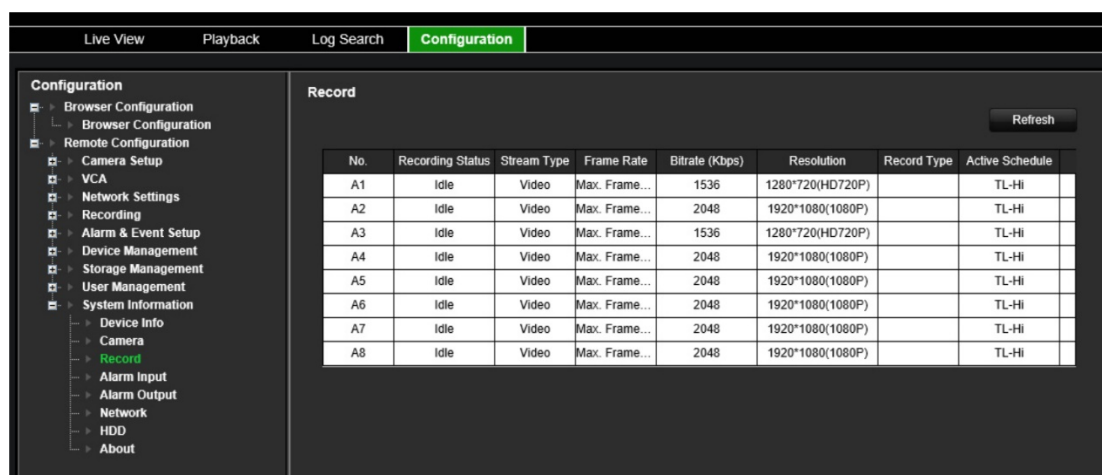 Live View Playback Log Search Configuration
Configuration
Browser Configuration
Browser Configuration
Remote Configuration
Camera Setup
VCA
Network Settings
Recording
Alarm & Event Setup
Device Management
Storage Management
User Management
System Information
Device Info
Camera
Record
Alarm Input
Alarm Output
Network
HDD
About
Record
Refresh
No. Recording Status Stream Type Frame Rate Bitrate (Kbps) Resolution Record Type Active Schedule
A1 Idle Video Max. Frame... 1536 1280*720(HD720P) TL-Hi
A2 Idle Video Max. Frame... 2048 1920*1080(1080P) TL-Hi
A3 Idle Video Max. Frame... 1536 1280*720(HD720P) TL-Hi
A4 Idle Video Max. Frame... 2048 1920*1080(1080P) TL-Hi
A5 Idle Video Max. Frame... 2048 1920*1080(1080P) TL-Hi
A6 Idle Video Max. Frame... 2048 1920*1080(1080P) TL-Hi
A7 Idle Video Max. Frame... 2048 1920*1080(1080P) TL-Hi
A8 Idle Video Max. Frame... 2048 1920*1080(1080P) TL-Hi